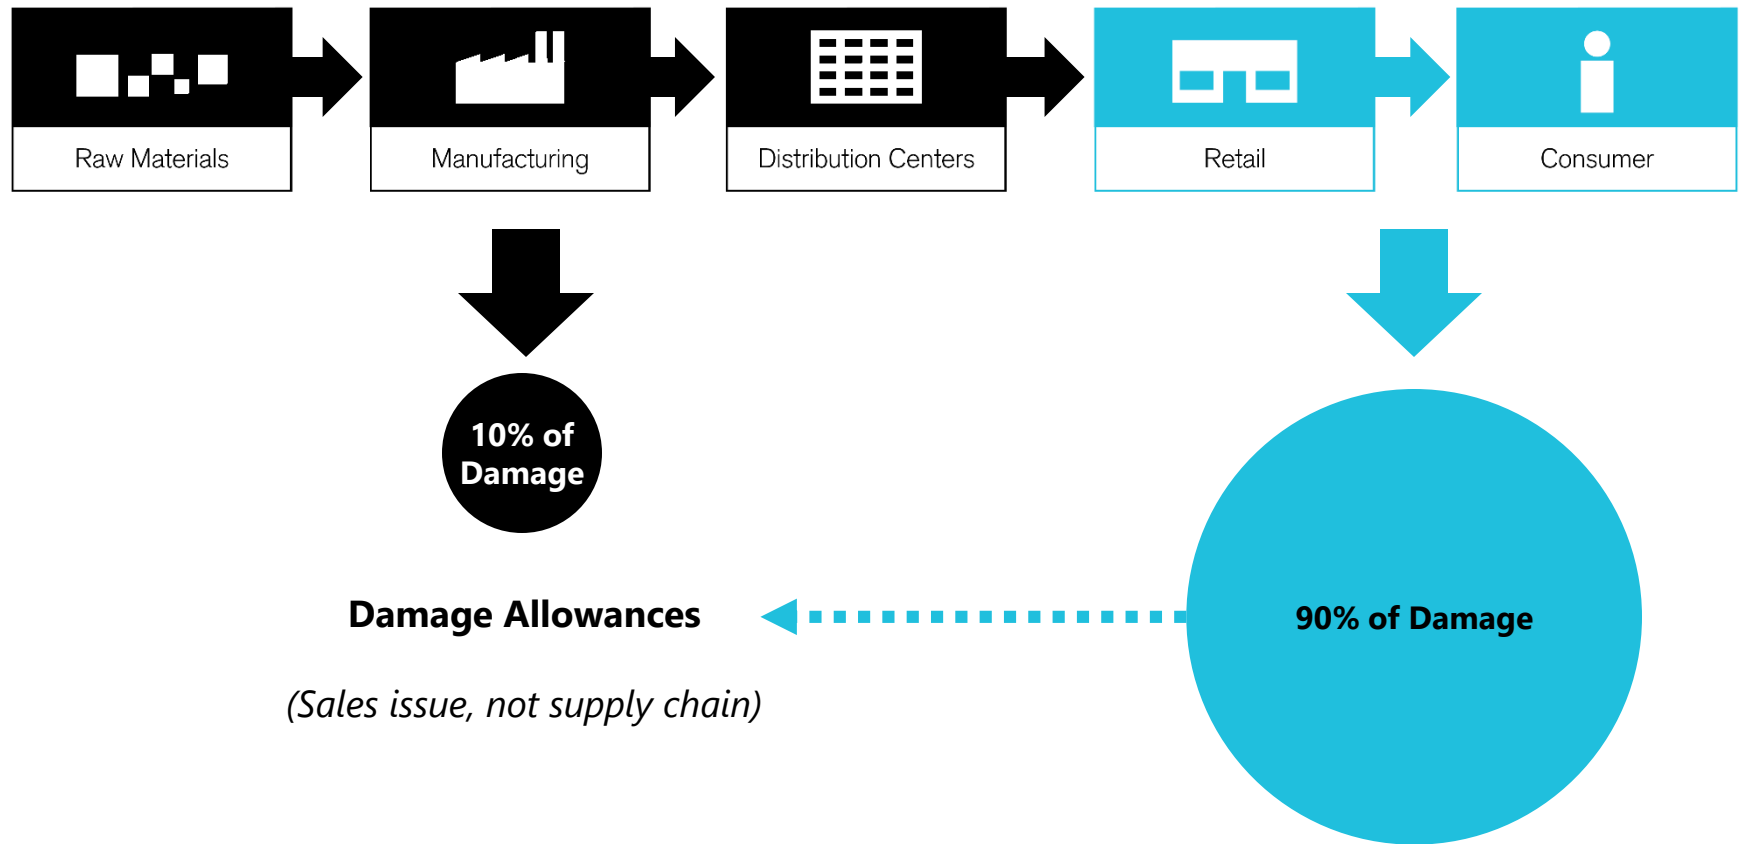 Raw Materials
Manufacturing
Distribution Centers
Retail
Consumer
10% of
Damage
Damage Allowances
90% of Damage
(Sales issue, not supply chain)